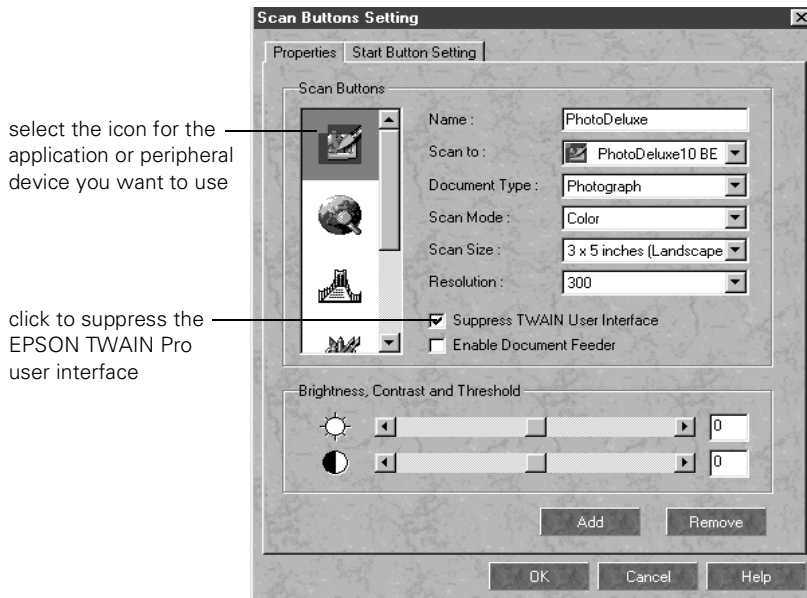 Scan Buttons Setting
Properties
Start Button Setting
Scan Buttons
select the icon for the
application or peripheral
device you want to use
Name :
PhotoDeluxe
Scan to :
PhotoDeluxe10 BE
Document Type :
Photograph
Scan Mode :
Color
Scan Size :
3 x 5 inches (Landscape
Resolution :
300
click to suppress the
EPSON TWAIN Pro
user interface
Suppress TWAIN User Interface
Enable Document Feeder
Brightness, Contrast and Threshold
0
0
Add
Remove
OK
Cancel
Help